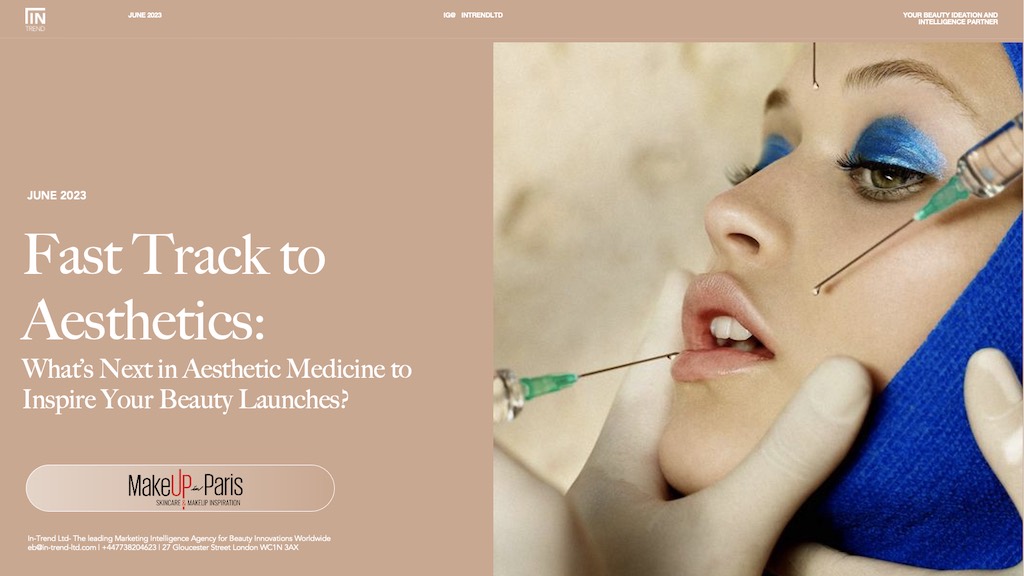 IN
TREND
JUNE 2023
IG@ INTRENDLTD
YOUR BEAUTY IDEATION AND
INTELLIGENCE PARTNER
JUNE 2023
Fast Track to
Aesthetics:
What's Next in Aesthetic Medicine to
Inspire Your Beauty Launches?
MakeUP in Paris
SKINCARE & MAKEUP INSPIRATION
In-Trend Ltd- The leading Marketing Intelligence Agency for Beauty Innovations Worldwide
eb@in-trend-ltd.com | +447738204623 | 27 Gloucester Street London WC1N 3AX